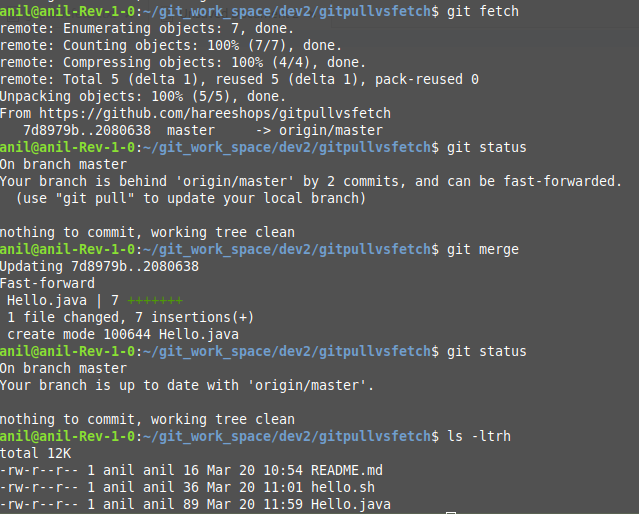 anil@anil-Rev-1-0:~/git_work_space/dev2/gitpullvsfetch$ git fetch
remote: Enumerating objects: 7, done.
remote: Counting objects: 100% (7/7), done.
remote: Compressing objects: 100% (4/4), done.
remote: Total 5 (delta 1), reused 5 (delta 1), pack-reused 0
Unpacking objects: 100% (5/5), done.
From https://github.com/hareeshops/gitpullvsfetch
   7d8979b..2080638  master     -> origin/master
anil@anil-Rev-1-0:~/git_work_space/dev2/gitpullvsfetch$ git status
On branch master
Your branch is behind 'origin/master' by 2 commits, and can be fast-forwarded.
  (use "git pull" to update your local branch)

nothing to commit, working tree clean
anil@anil-Rev-1-0:~/git_work_space/dev2/gitpullvsfetch$ git merge
Updating 7d8979b..2080638
Fast-forward
 Hello.java | 7 +++++++
 1 file changed, 7 insertions(+)
 create mode 100644 Hello.java
anil@anil-Rev-1-0:~/git_work_space/dev2/gitpullvsfetch$ git status
On branch master
Your branch is up to date with 'origin/master'.

nothing to commit, working tree clean
anil@anil-Rev-1-0:~/git_work_space/dev2/gitpullvsfetch$ ls -ltrh
total 12K
-rw-r--r-- 1 anil anil 16 Mar 20 10:54 README.md
-rw-r--r-- 1 anil anil 36 Mar 20 11:01 hello.sh
-rw-r--r-- 1 anil anil 89 Mar 20 11:59 Hello.java